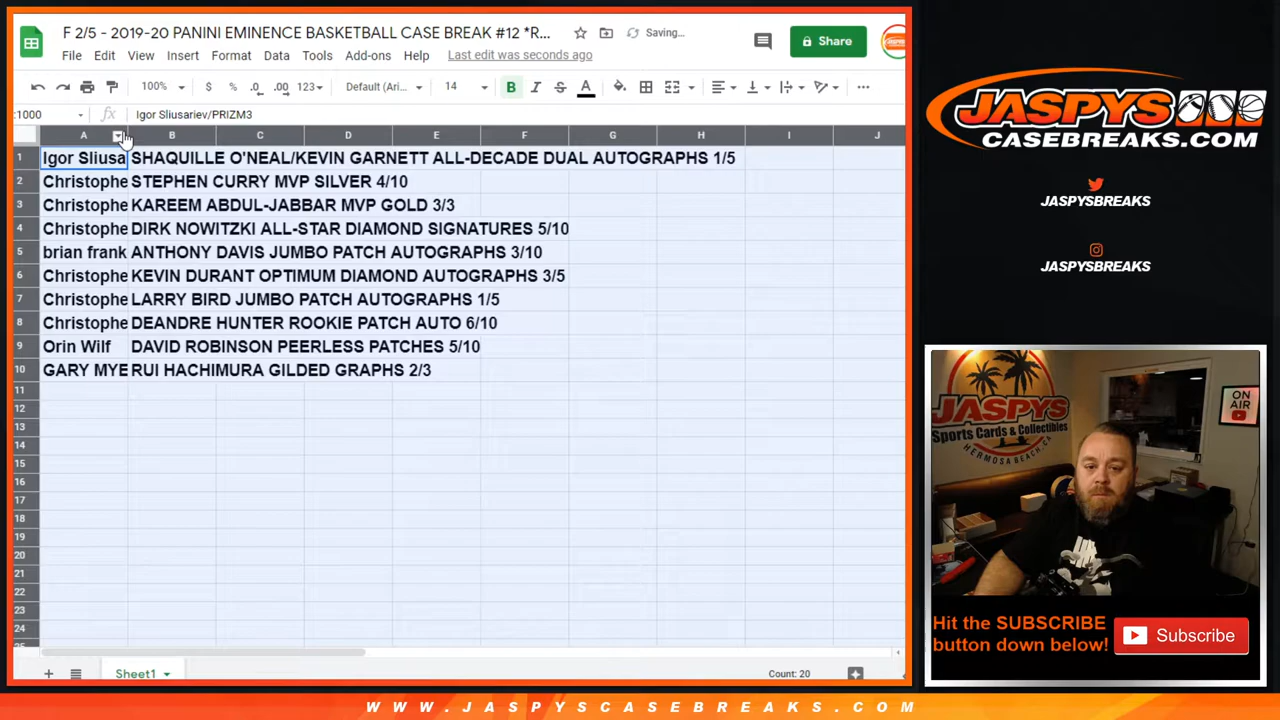 F 2/5 - 2019-20 PANINI EMINENCE BASKETBALL CASE BREAK #12 *R...
Saving...
File Edit View Insert Format Data Tools Add-ons Help Last edit was seconds ago
Share
100% $ % .0 .00 123 Default (Ari... 14 B I S A
:1000 fx Igor Sliusariev/PRIZM3
A B C D E F G H I J
1 Igor Sliusa SHAQUILLE O'NEAL/KEVIN GARNETT ALL-DECADE DUAL AUTOGRAPHS 1/5
2 Christophe STEPHEN CURRY MVP SILVER 4/10
3 Christophe KAREEM ABDUL-JABBAR MVP GOLD 3/3
4 Christophe DIRK NOWITZKI ALL-STAR DIAMOND SIGNATURES 5/10
5 brian frank ANTHONY DAVIS JUMBO PATCH AUTOGRAPHS 3/10
6 Christophe KEVIN DURANT OPTIMUM DIAMOND AUTOGRAPHS 3/5
7 Christophe LARRY BIRD JUMBO PATCH AUTOGRAPHS 1/5
8 Christophe DEANDRE HUNTER ROOKIE PATCH AUTO 6/10
9 Orin Wilf DAVID ROBINSON PEERLESS PATCHES 5/10
10 GARY MYE RUI HACHIMURA GILDED GRAPHS 2/3
11
12
13
14
15
16
17
18
19
20
21
22
23
24
Sheet1
Count: 20
JASPYS
CASEBREAKS.COM
JASPYSBREAKS
JASPYSBREAKS
JASPYS
Sports Cards & Collectibles
HERMOSA BEACH, CA
ON AIR
Hit the SUBSCRIBE
button down below!
Subscribe
WWW.JASPYSCASEBREAKS.COM